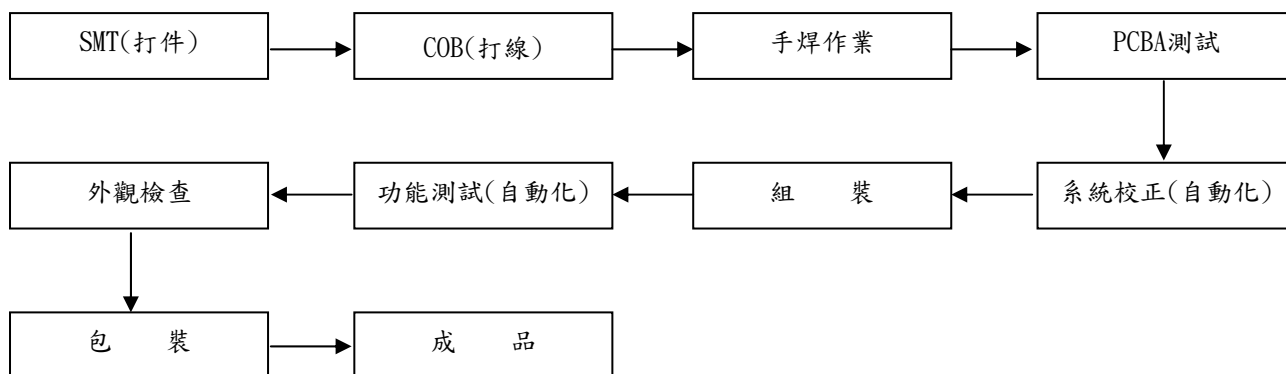 SMT(打件)
COB(打線)
手焊作業
PCBA測試
系統校正(自動化)
組　　裝
功能測試(自動化)
外觀檢查
包　　裝
成　　品